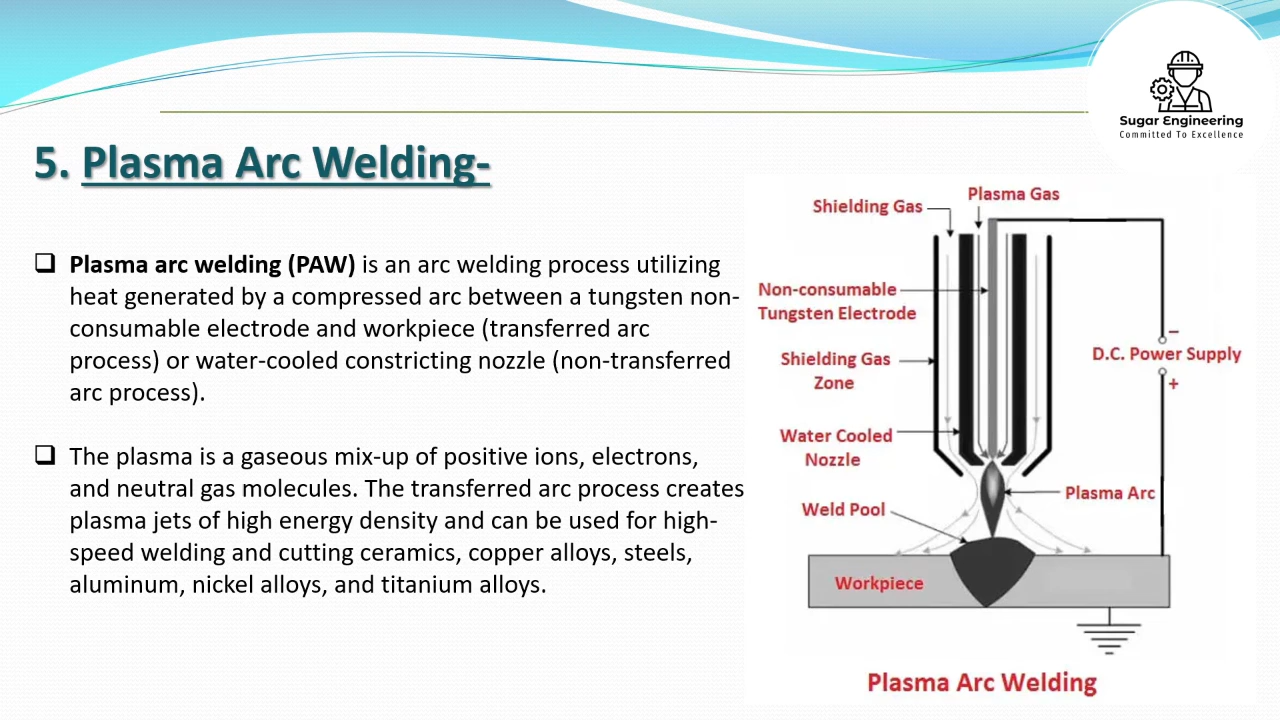 Sugar Engineering
Committed To Excellence
5. Plasma Arc Welding-
❑ Plasma arc welding (PAW) is an arc welding process utilizing
heat generated by a compressed arc between a tungsten non-
consumable electrode and workpiece (transferred arc
process) or water-cooled constricting nozzle (non-transferred
arc process).
❑ The plasma is a gaseous mix-up of positive ions, electrons,
and neutral gas molecules. The transferred arc process creates
plasma jets of high energy density and can be used for high-
speed welding and cutting ceramics, copper alloys, steels,
aluminum, nickel alloys, and titanium alloys.
Plasma Gas
Shielding Gas
Non-consumable
Tungsten Electrode
−
D.C. Power Supply
+
Shielding Gas
Zone
Water Cooled
Nozzle
Plasma Arc
Weld Pool
Workpiece
Plasma Arc Welding